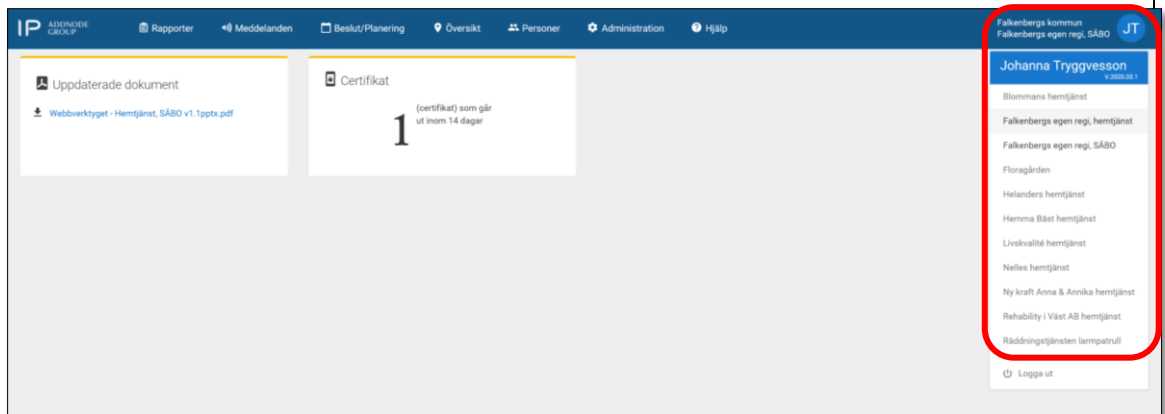 IP ADDNODE GROUP
Rapporter
Meddelanden
Beslut/Planering
Översikt
Personer
Administration
Hjälp
Falkenbergs kommun
Falkenbergs egen regi, SÄBO
JT
Uppdaterade dokument
Webbverktyget - Hemtjänst, SÄBO v1.1pptx.pdf
Certifikat
1
(certifikat) som går
ut inom 14 dagar
Johanna Tryggvesson
V.2020.03.1
Blommans hemtjänst
Falkenbergs egen regi, hemtjänst
Falkenbergs egen regi, SÄBO
Floragården
Helanders hemtjänst
Hemma Bäst hemtjänst
Livskvalité hemtjänst
Nelles hemtjänst
Ny kraft Anna & Annika hemtjänst
Rehability i Väst AB hemtjänst
Räddningstjänsten larmpatrull
Logga ut